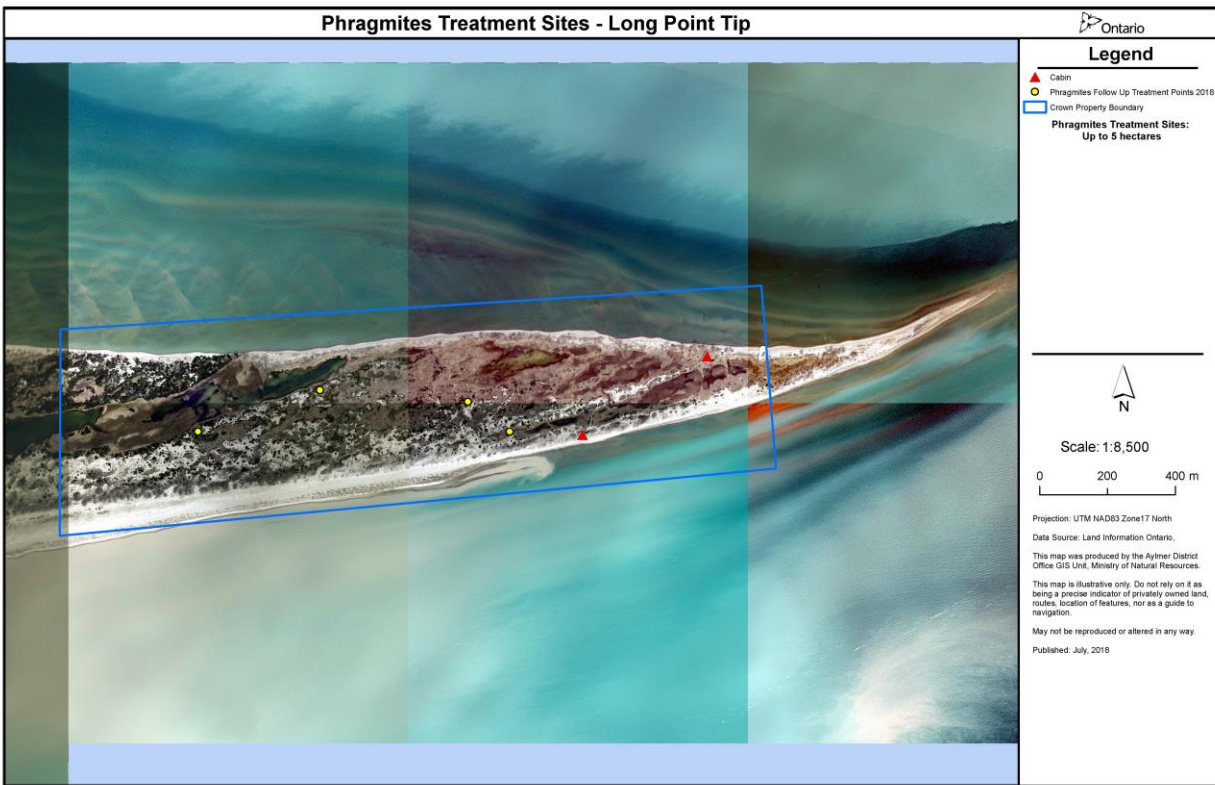 Phragmites Treatment Sites - Long Point Tip
Ontario
Legend
Cabin
Phragmites Follow Up Treatment Points 2018
Crown Property Boundary
Phragmites Treatment Sites:
Up to 5 hectares
N
Scale: 1:8,500
0 200 400 m
Projection: UTM NAD83 Zone17 North
Data Source: Land Information Ontario,
This map was produced by the Aylmer District
Office GIS Unit, Ministry of Natural Resources.
This map is illustrative only. Do not rely on it as
being a precise indicator of privately owned land,
routes, location of features, nor as a guide to
navigation.
May not be reproduced or altered in any way.
Published: July, 2018